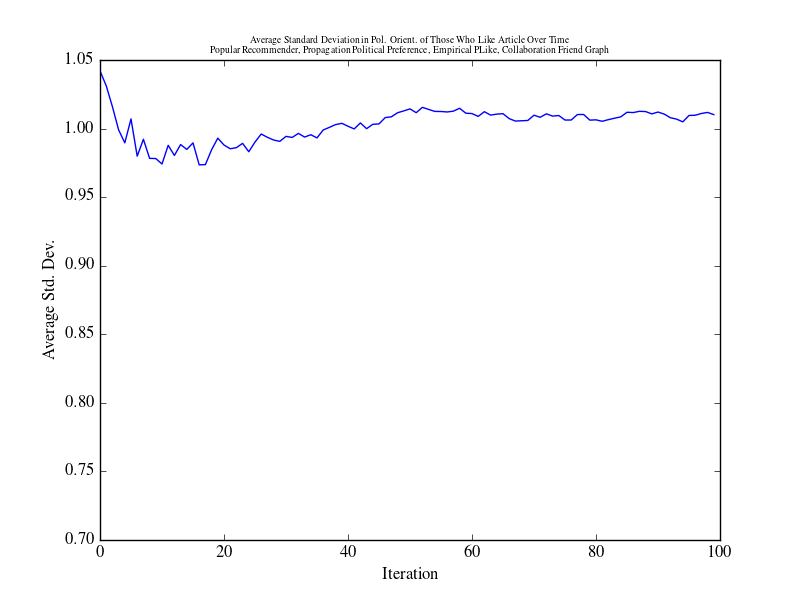 Average Standard Deviation in Pol. Orient. of Those Who Like Article Over Time
Popular Recommender, Propagation Political Preference, Empirical PLike, Collaboration Friend Graph
1.05
1.00
0.95
0.90
0.85
0.80
0.75
0.70
Average Std. Dev.
0 20 40 60 80 100
Iteration